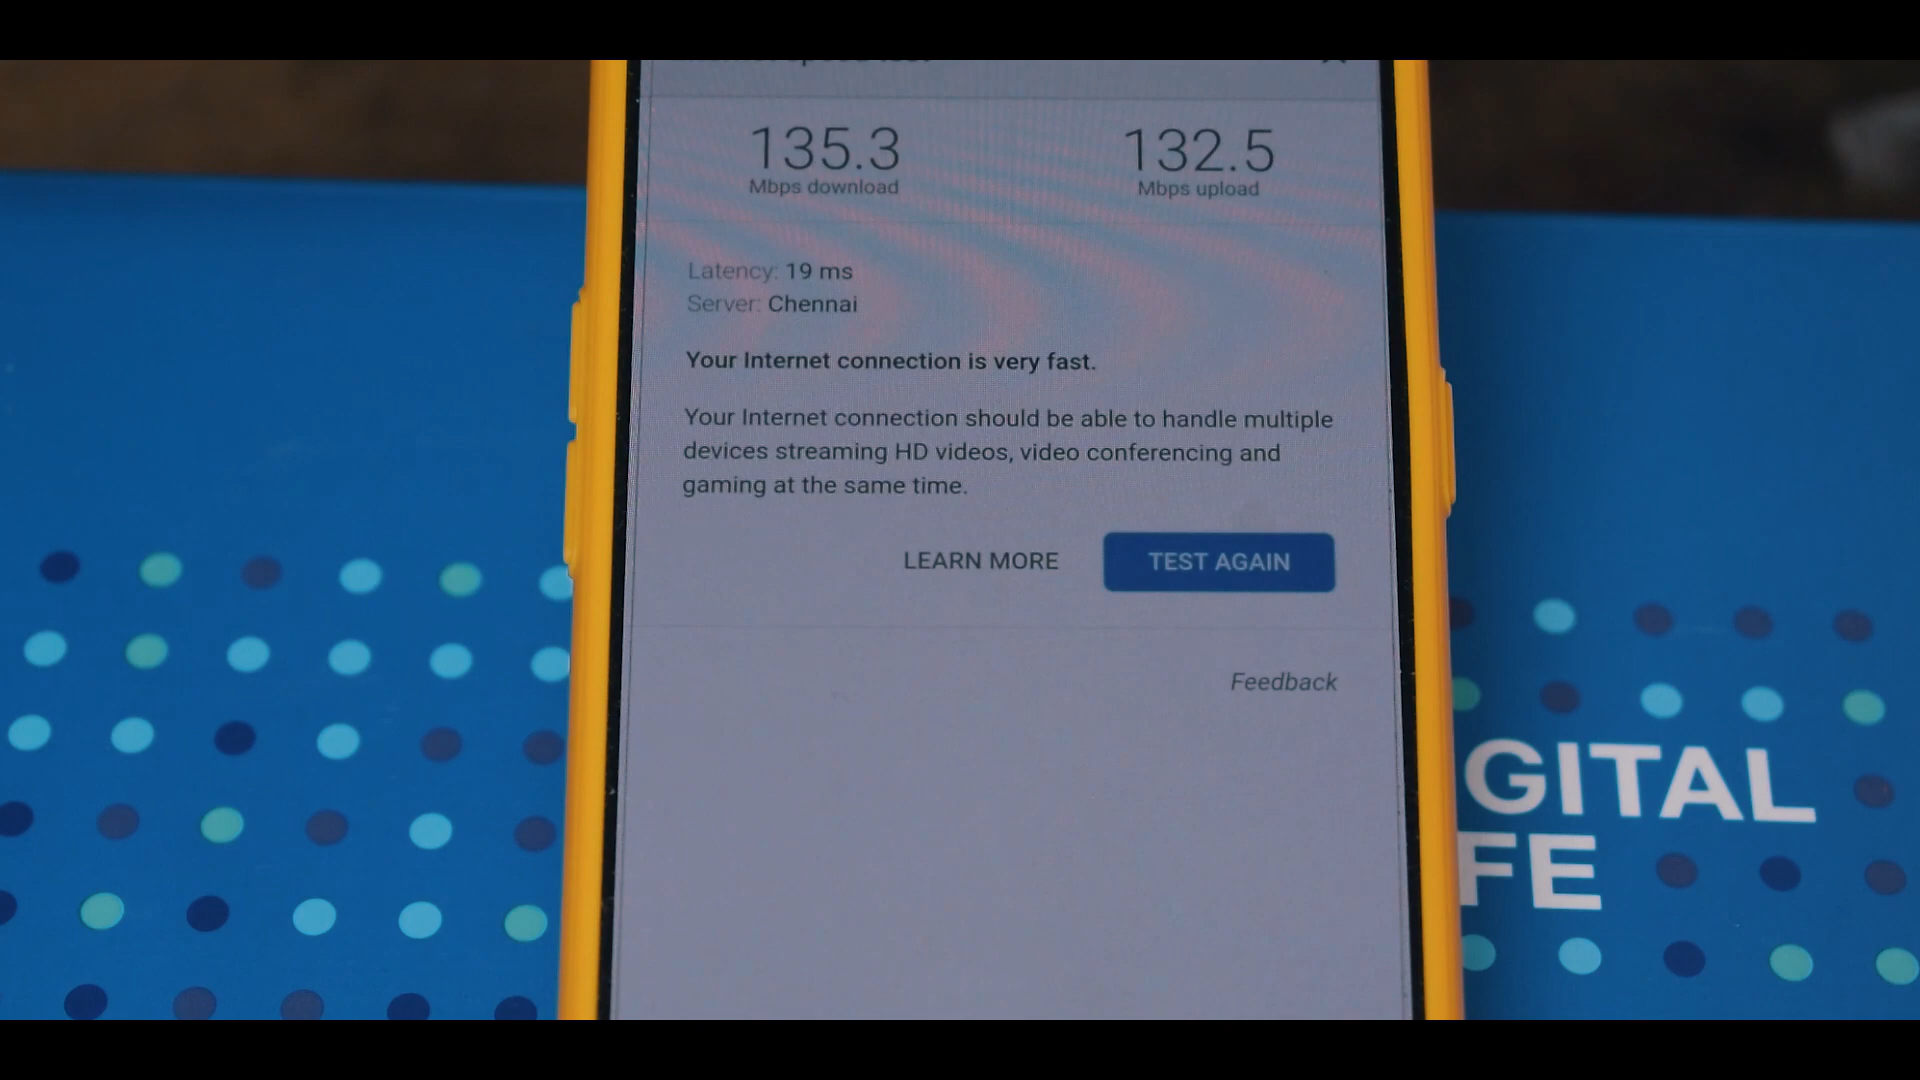 135.3
132.5
Mbps download
Mbps upload
Latency: 19 ms
Server: Chennai
Your Internet connection is very fast.
Your Internet connection should be able to handle multiple
devices streaming HD videos, video conferencing and
gaming at the same time.
LEARN MORE
TEST AGAIN
Feedback
GITAL
FE